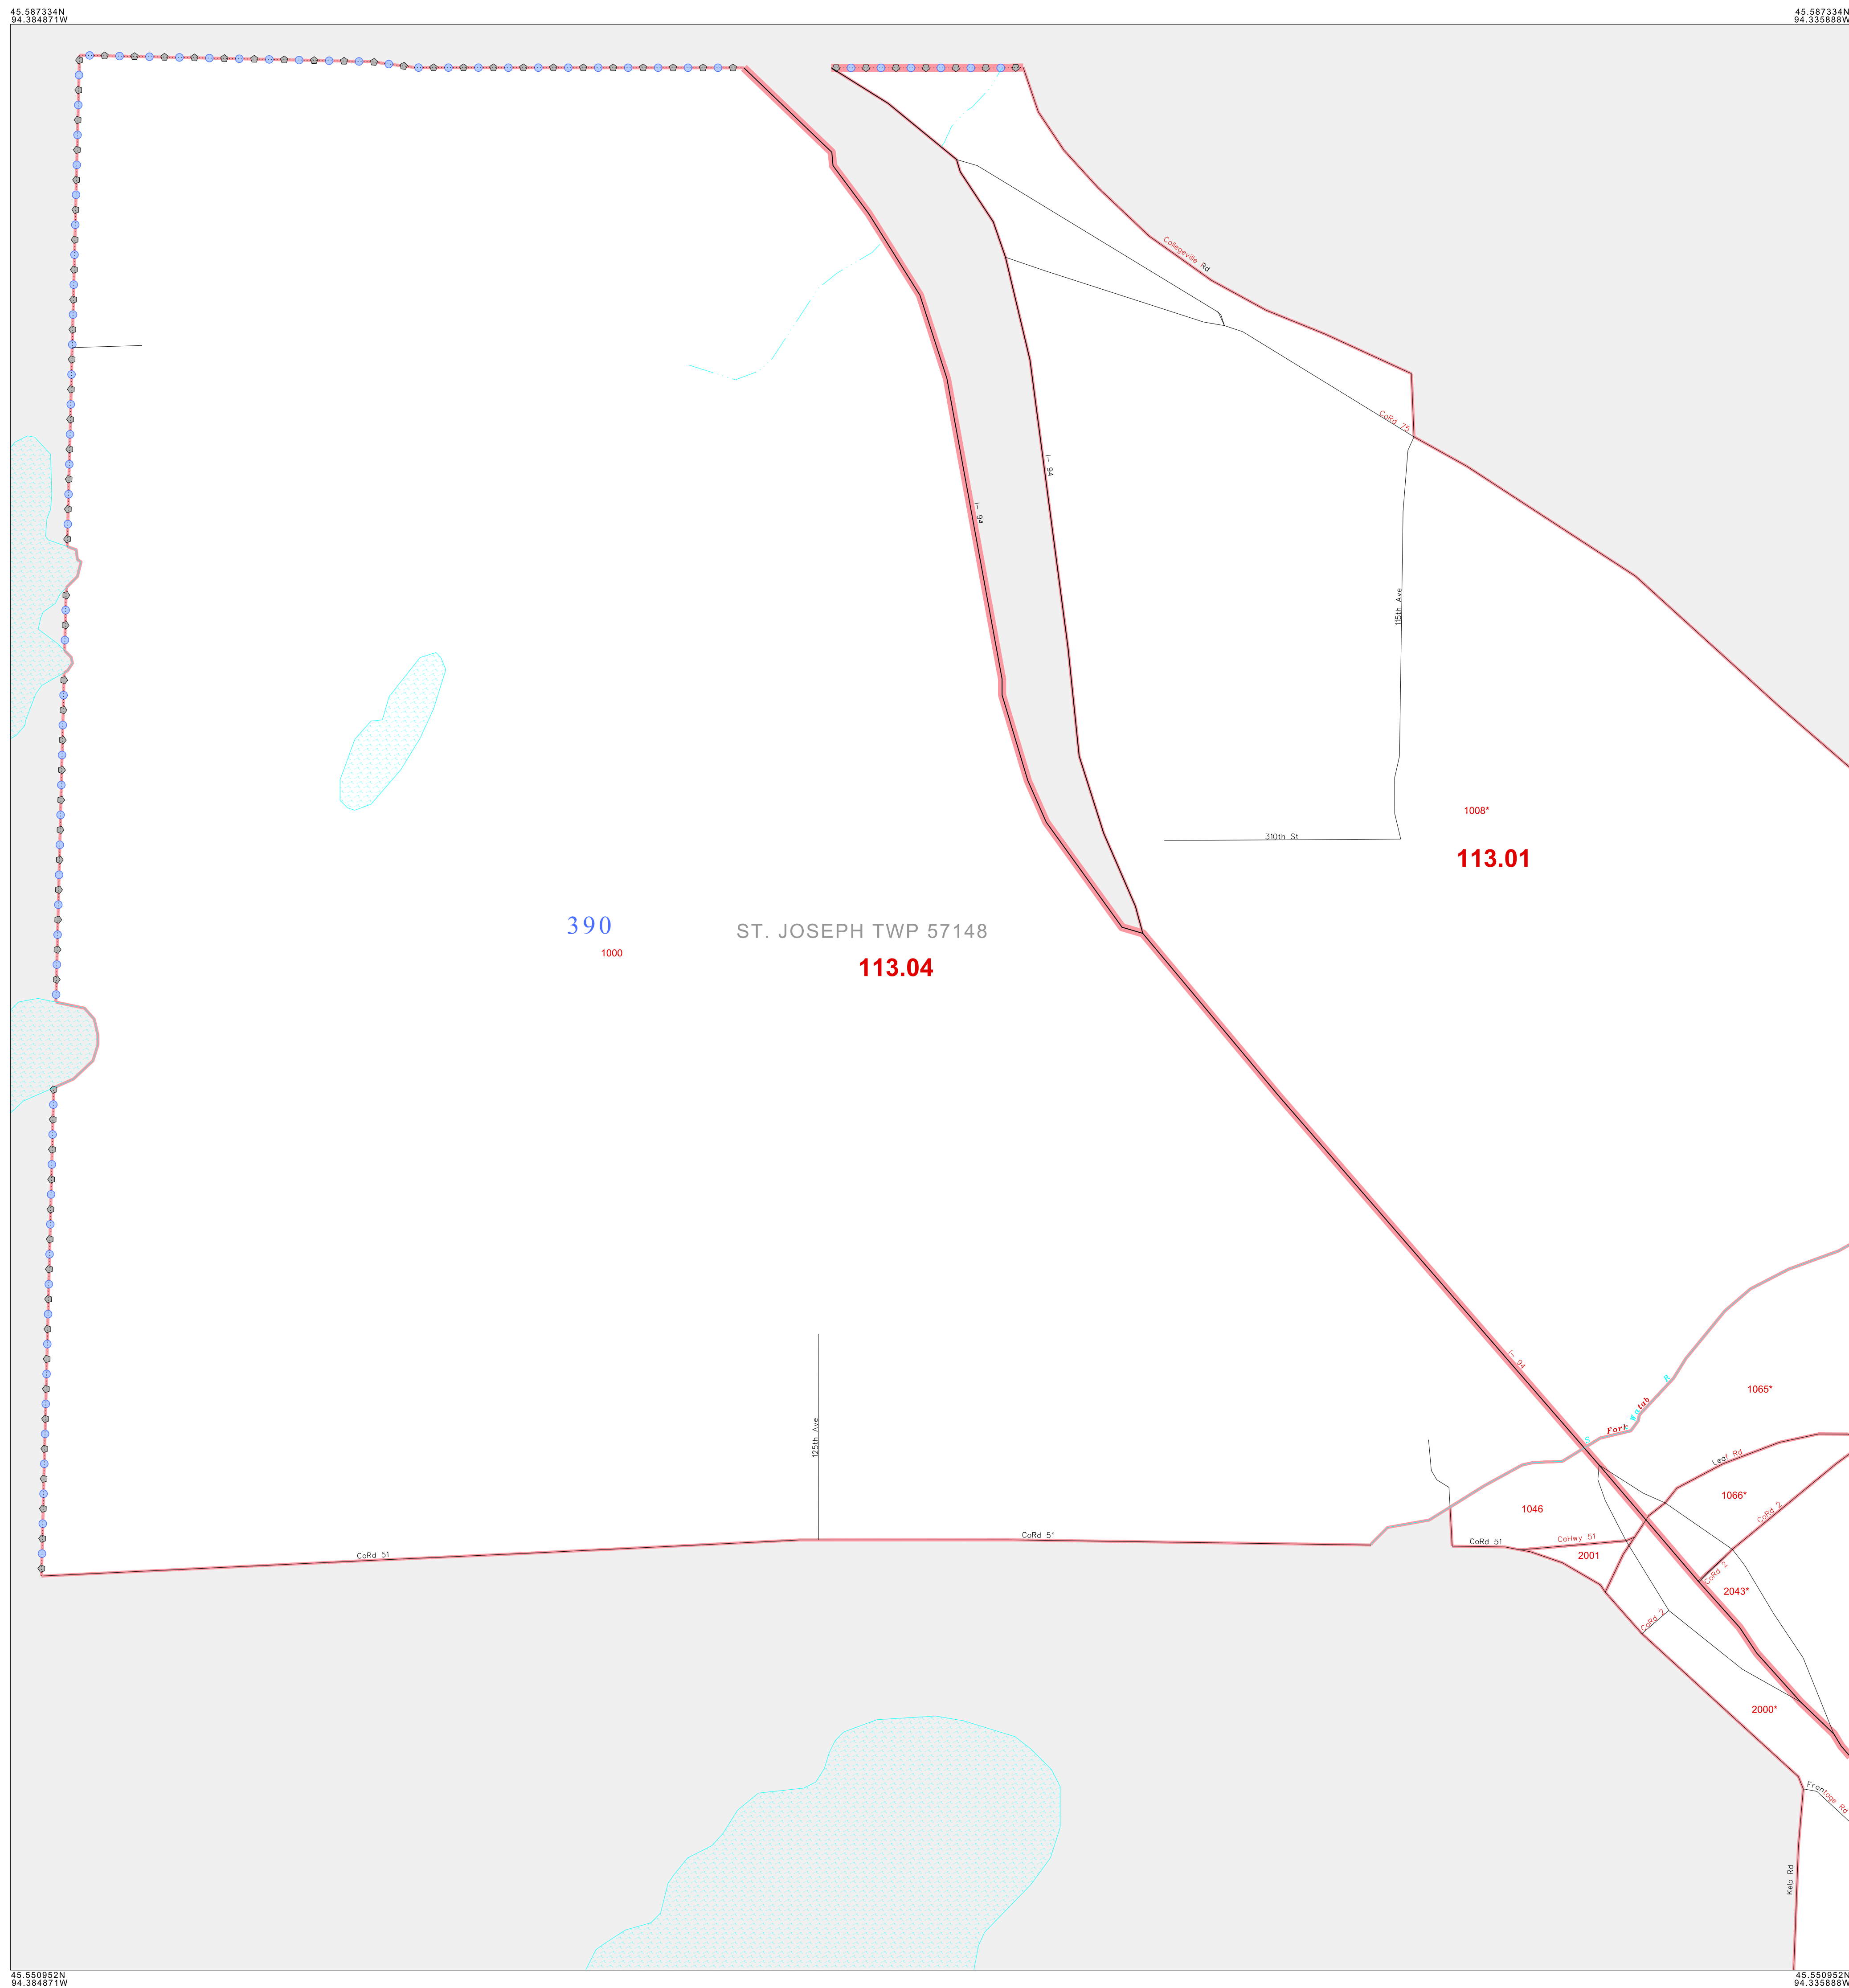 45.587334N
94.384871W
45.587334N
94.335888W
Collegeville Rd
CoRd 75
I- 94
I- 94
115th Ave
1008*
310th St
113.01
390
ST. JOSEPH TWP 57148
1000
113.04
I- 94
1065*
S Fork Watab R
Leaf Rd
125th Ave
1066*
1046
CoRd 2
CoRd 51
CoRd 51
CoHwy 51
CoRd 51
2001
CoRd 2
2043*
CoRd 2
2000*
Frontage Rd
Kelp Rd
45.550952N
94.384871W
45.550952N
94.335888W